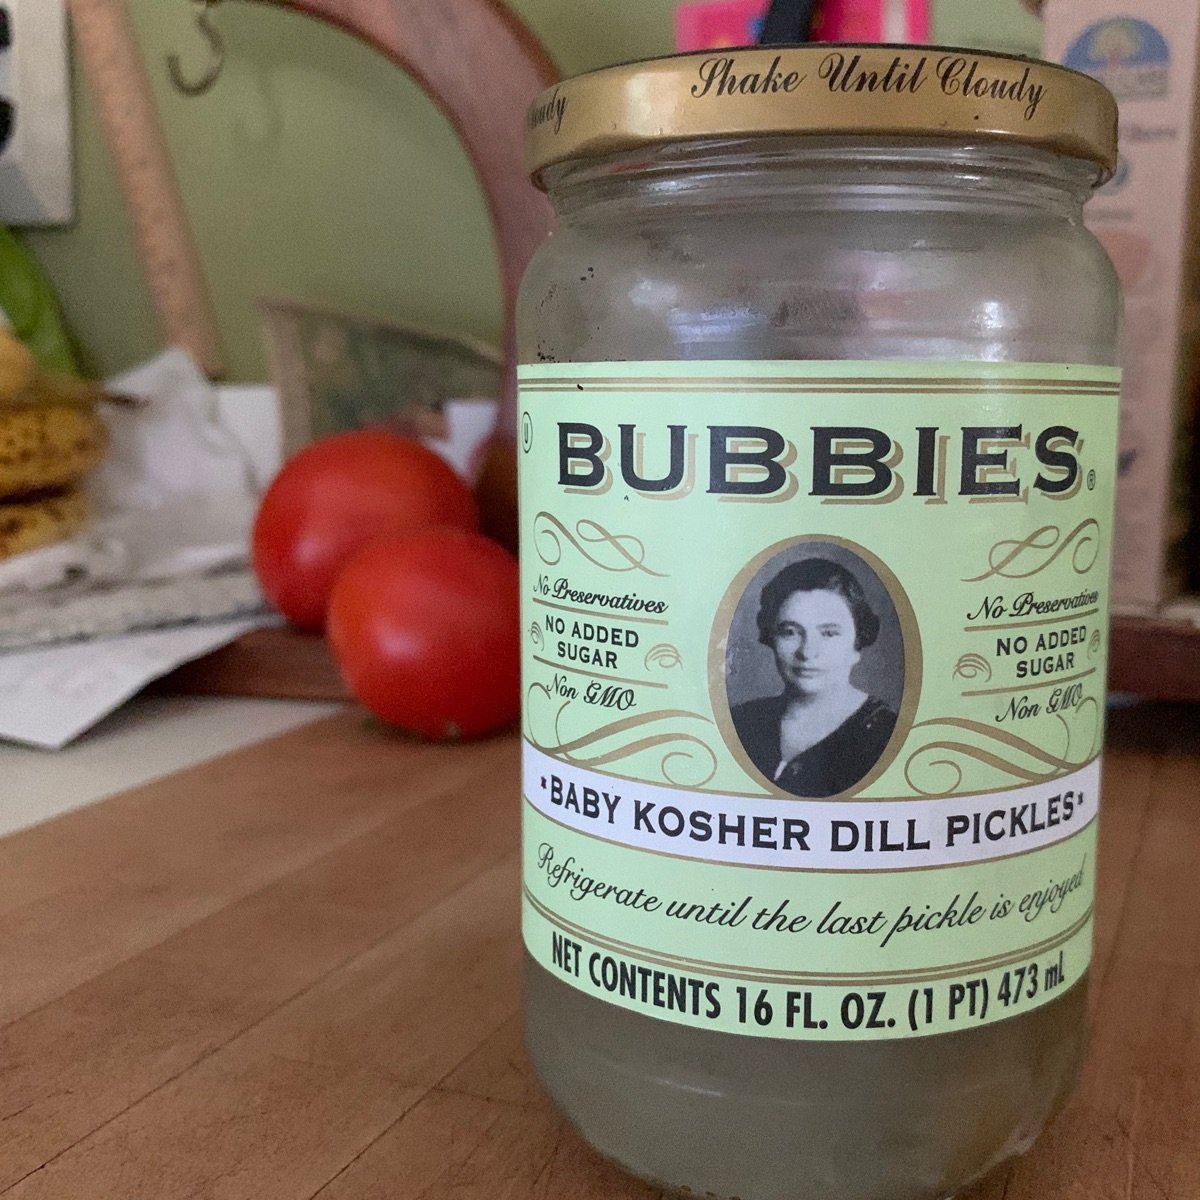 Shake Until Cloudy
BUBBIES®
No Preservatives
NO ADDED
SUGAR
Non GMO
No Preservatives
NO ADDED
SUGAR
Non GMO
BABY KOSHER DILL PICKLES
Refrigerate until the last pickle is enjoyed
NET CONTENTS 16 FL. OZ. (1 PT) 473 mL